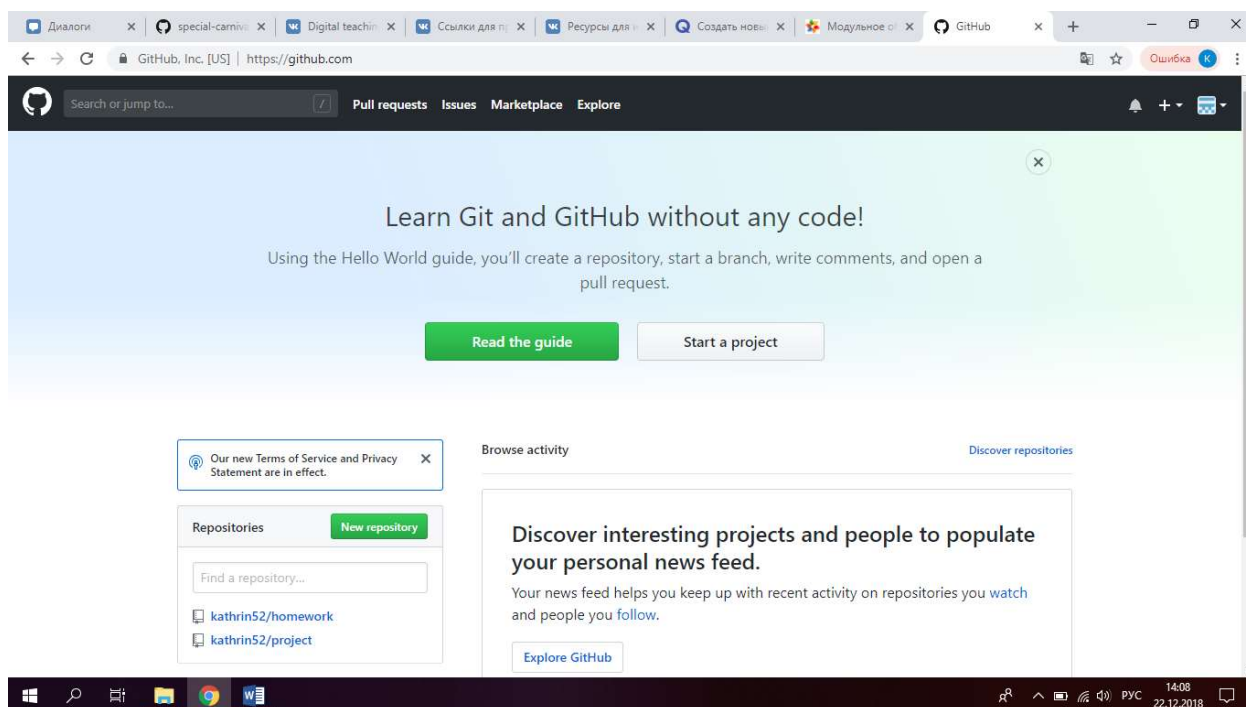 Диалоги
special-carniv
Digital teachin
Ссылки для п
Ресурсы для
Создать новы
Модульное о
GitHub
GitHub, Inc. [US] | https://github.com
Ошибка К
Search or jump to... /
Pull requests Issues Marketplace Explore
Learn Git and GitHub without any code!
Using the Hello World guide, you’ll create a repository, start a branch, write comments, and open a
pull request.
Read the guide
Start a project
Our new Terms of Service and Privacy
Statement are in effect.
Browse activity
Discover repositories
Repositories
New repository
Find a repository...
kathrin52/homework
kathrin52/project
Discover interesting projects and people to populate
your personal news feed.
Your news feed helps you keep up with recent activity on repositories you watch
and people you follow.
Explore GitHub
РУС
14:08
22.12.2018